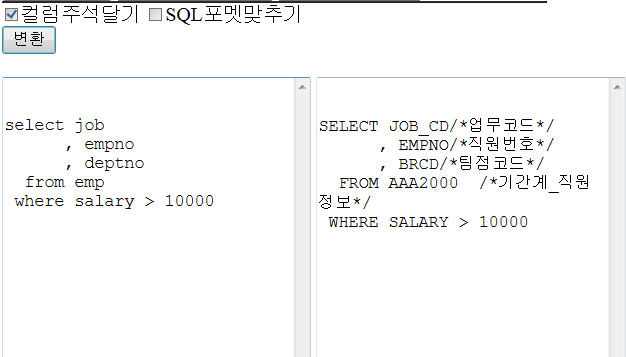 컬럼주석달기 SQL포멧맞추기
변환
select job
, empno
, deptno
from emp
where salary > 10000
SELECT JOB_CD/*업무코드*/
, EMPNO/*직원번호*/
, BRCD/*팀점코드*/
FROM AAA2000 /*기간계_직원
정보*/
WHERE SALARY > 10000